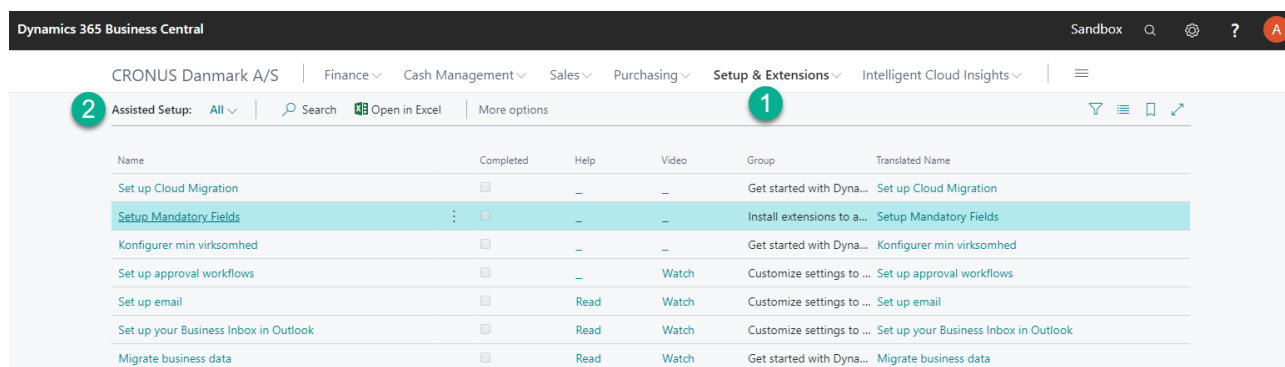 Dynamics 365 Business Central Sandbox ? A
CRONUS Danmark A/S Finance Cash Management Sales Purchasing Setup & Extensions Intelligent Cloud Insights
1
2 Assisted Setup: All Search Open in Excel More options
Name Completed Help Video Group Translated Name
Set up Cloud Migration _ _ Get started with Dyna... Set up Cloud Migration
Setup Mandatory Fields _ _ Install extensions to a... Setup Mandatory Fields
Konfigurer min virksomhed _ _ Get started with Dyna... Konfigurer min virksomhed
Set up approval workflows _ Watch Customize settings to ... Set up approval workflows
Set up email Read Watch Customize settings to ... Set up email
Set up your Business Inbox in Outlook Read Watch Customize settings to ... Set up your Business Inbox in Outlook
Migrate business data Read Watch Get started with Dyna... Migrate business data